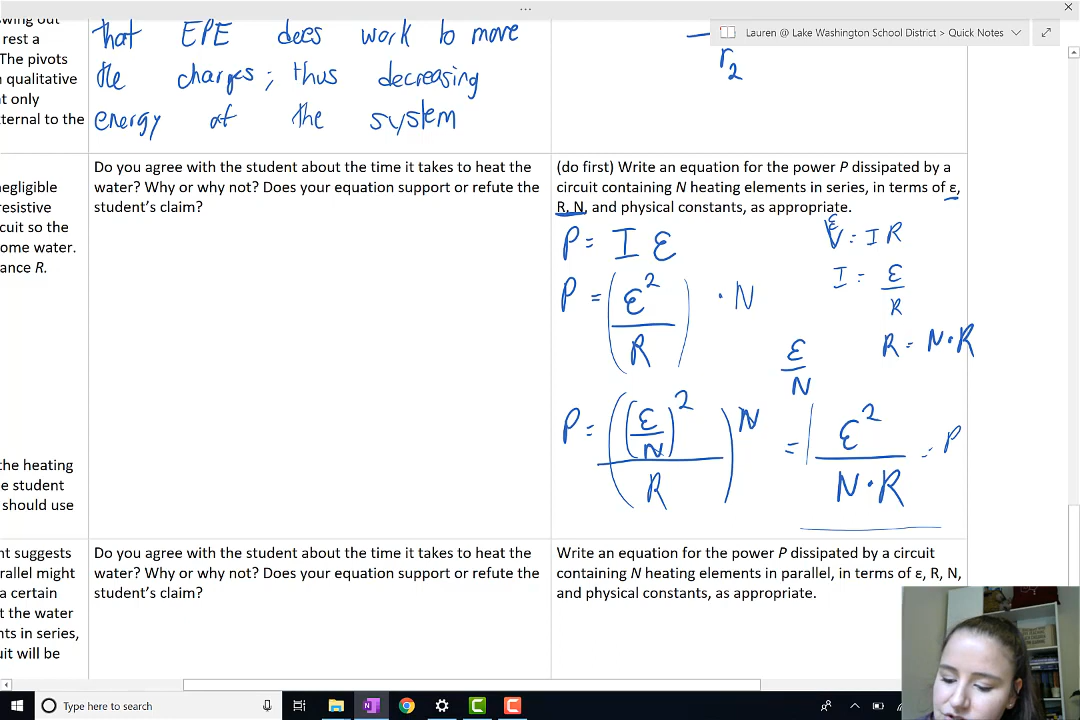 Lauren @ Lake Washington School District > Quick Notes
wing out
rest a
The pivots
n qualitative
at only
ternal to the
that EPE does work to move
the charges ; thus decreasing
energy of the system
r₂
negligible
resistive
cuit so the
ome water.
ance R.
Do you agree with the student about the time it takes to heat the
water? Why or why not? Does your equation support or refute the
student's claim?
(do first) Write an equation for the power P dissipated by a
circuit containing N heating elements in series, in terms of ε,
R, N, and physical constants, as appropriate.
P = I ε
V = I R
ε
I = ε/R
P = (ε²/R) · N
R = N·R
ε/N
P = ((ε/N)²/R) N = ε²/N·R = P
the heating
e student
should use
nt suggests
rallel might
a certain
t the water
nts in series,
uit will be
Do you agree with the student about the time it takes to heat the
water? Why or why not? Does your equation support or refute the
student's claim?
Write an equation for the power P dissipated by a circuit
containing N heating elements in parallel, in terms of ε, R, N,
and physical constants, as appropriate.
Type here to search